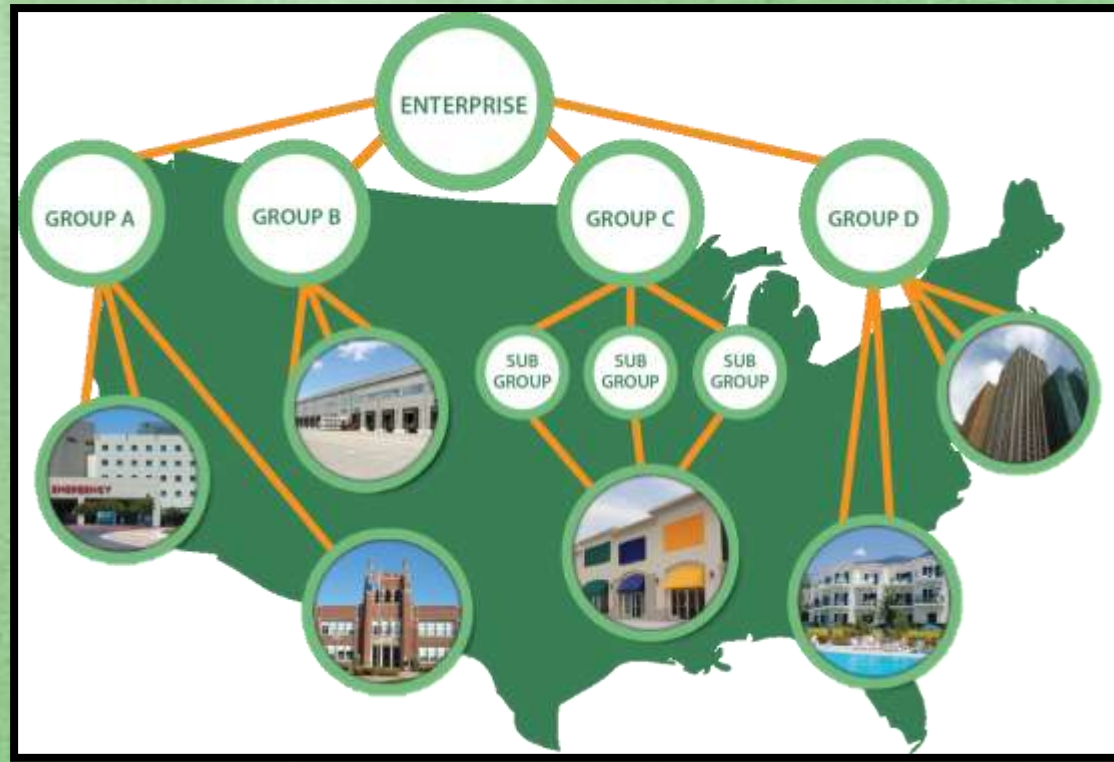 ENTERPRISE
GROUP A
GROUP B
GROUP C
GROUP D
SUB
GROUP
SUB
GROUP
SUB
GROUP
EMERGENCY